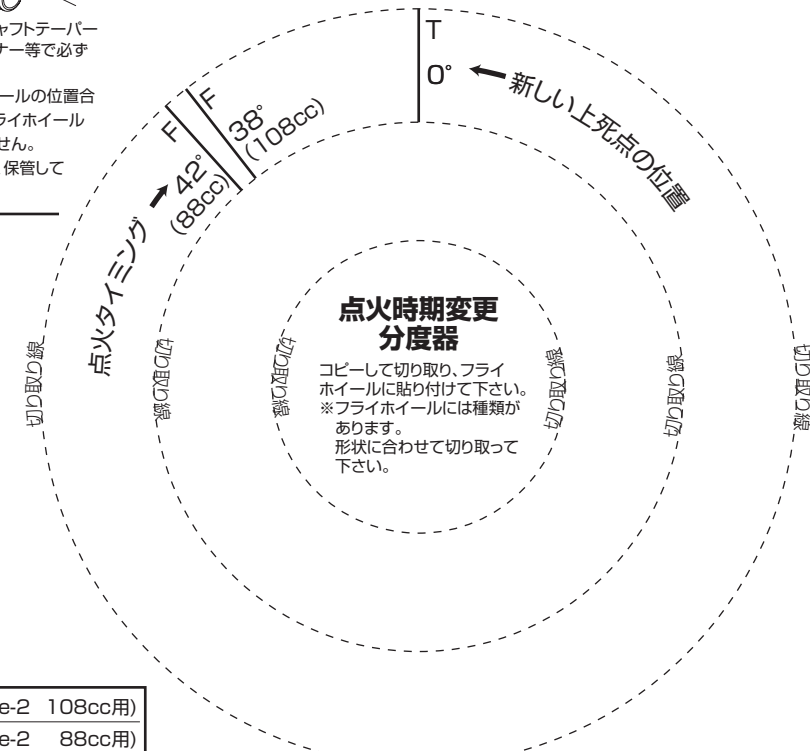 ャフトテーパー
ナー等で必ず
ールの位置合
ライホイール
せん。
保管して
T
0°
新しい上死点の位置
F
38°
(108cc)
F
42°
(88cc)
点火タイミング
点火時期変更
分度器
コピーして切り取り、フライ
ホイールに貼り付けて下さい。
※フライホイールには種類が
あります。
形状に合わせて切り取って
下さい。
切り取り線
切り取り線
切り取り線
切り取り線
切り取り線
切り取り線
e-2 108cc用)
e-2 88cc用)